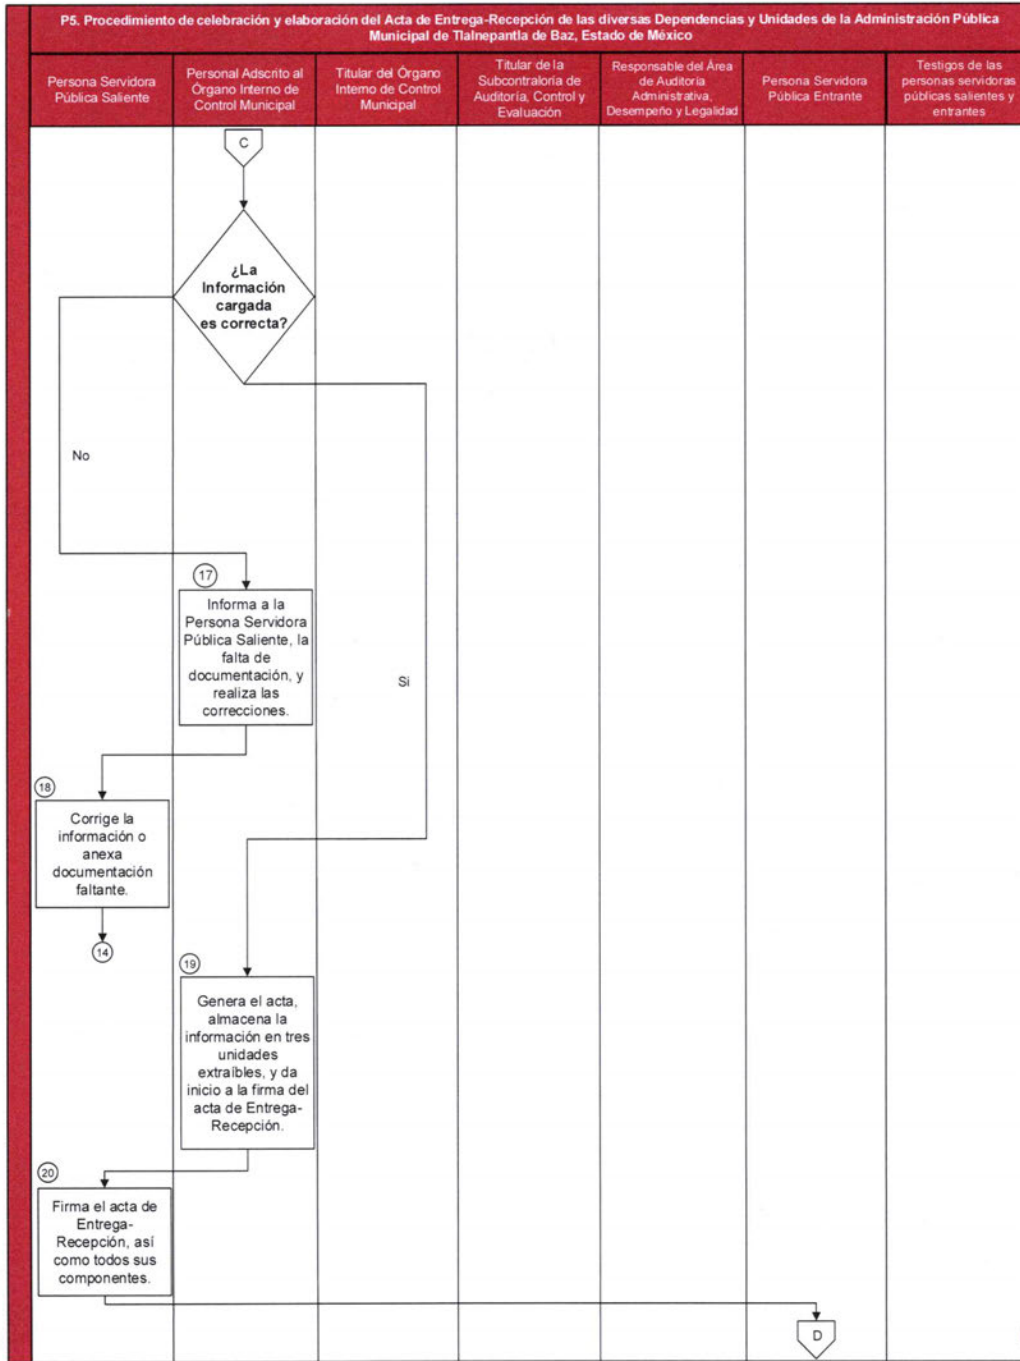 P5. Procedimiento de celebración y elaboración del Acta de Entrega-Recepción de las diversas Dependencias y Unidades de la Administración Pública
Municipal de Tlalnepantla de Baz, Estado de México
Persona Servidora
Pública Saliente
Personal Adscrito al
Órgano Interno de
Control Municipal
Titular del Órgano
Interno de Control
Municipal
Titular de la
Subcontraloría de
Auditoría, Control y
Evaluación
Responsable del Área
de Auditoría
Administrativa,
Desempeño y Legalidad
Persona Servidora
Pública Entrante
Testigos de las
personas servidoras
públicas salientes y
entrantes
C
¿La
Información
cargada
es correcta?
No
17
Informa a la
Persona Servidora
Pública Saliente, la
falta de
documentación, y
realiza las
correcciones.
Si
18
Corrige la
información o
anexa
documentación
faltante.
14
19
Genera el acta,
almacena la
información en tres
unidades
extraíbles, y da
inicio a la firma del
acta de Entrega-
Recepción.
20
Firma el acta de
Entrega-
Recepción, así
como todos sus
componentes.
D